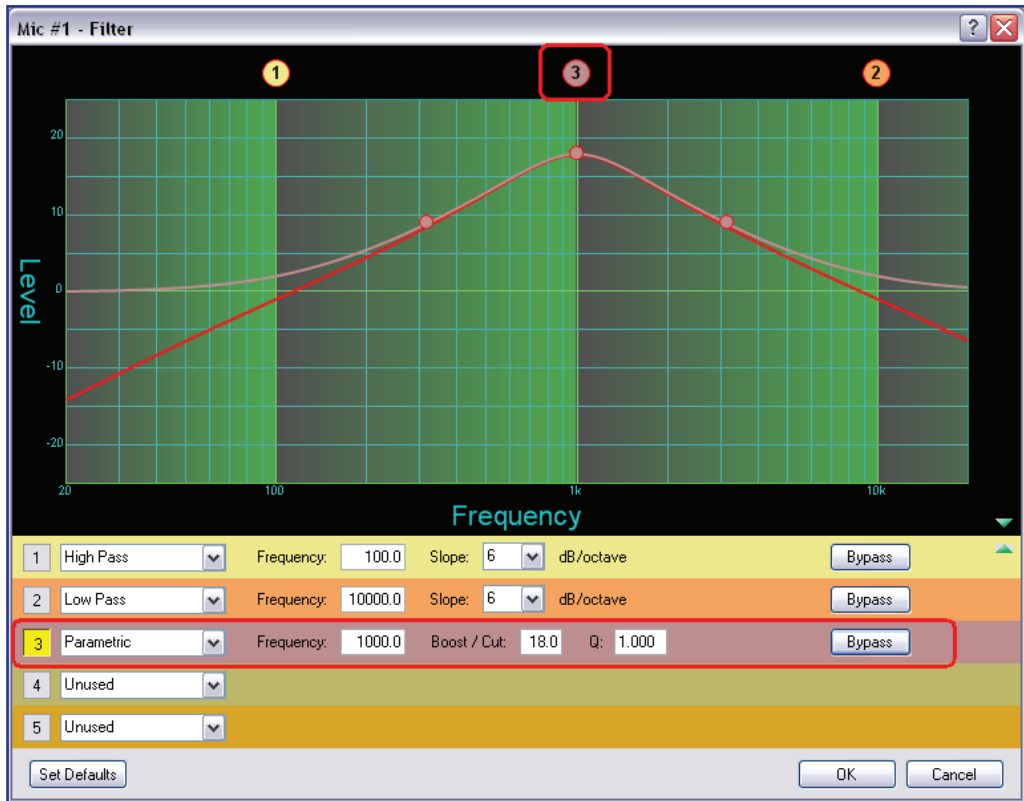 Mic #1 - Filter
?
1 3 2
Level
20
10
0
-10
-20
20 100 1k 10k
Frequency
1 High Pass Frequency: 100.0 Slope: 6 dB/octave Bypass
2 Low Pass Frequency: 10000.0 Slope: 6 dB/octave Bypass
3 Parametric Frequency: 1000.0 Boost / Cut: 18.0 Q: 1.000 Bypass
4 Unused
5 Unused
Set Defaults OK Cancel